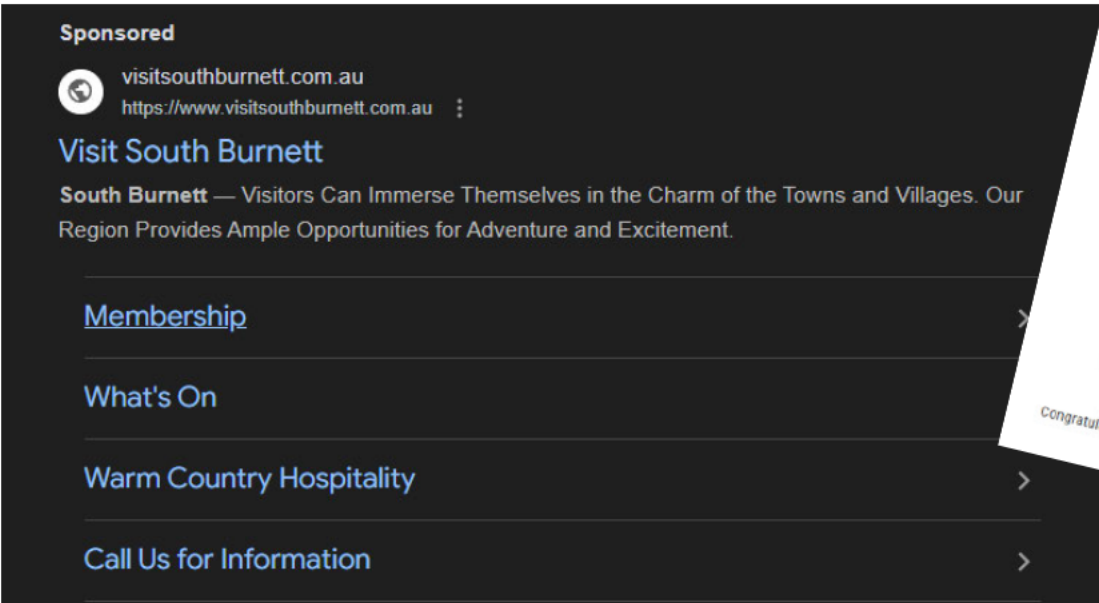 Sponsored
visitsouthburnett.com.au
https://www.visitsouthburnett.com.au
Visit South Burnett
South Burnett — Visitors Can Immerse Themselves in the Charm of the Towns and Villages. Our
Region Provides Ample Opportunities for Adventure and Excitement.
Membership
What's On
Warm Country Hospitality
Call Us for Information